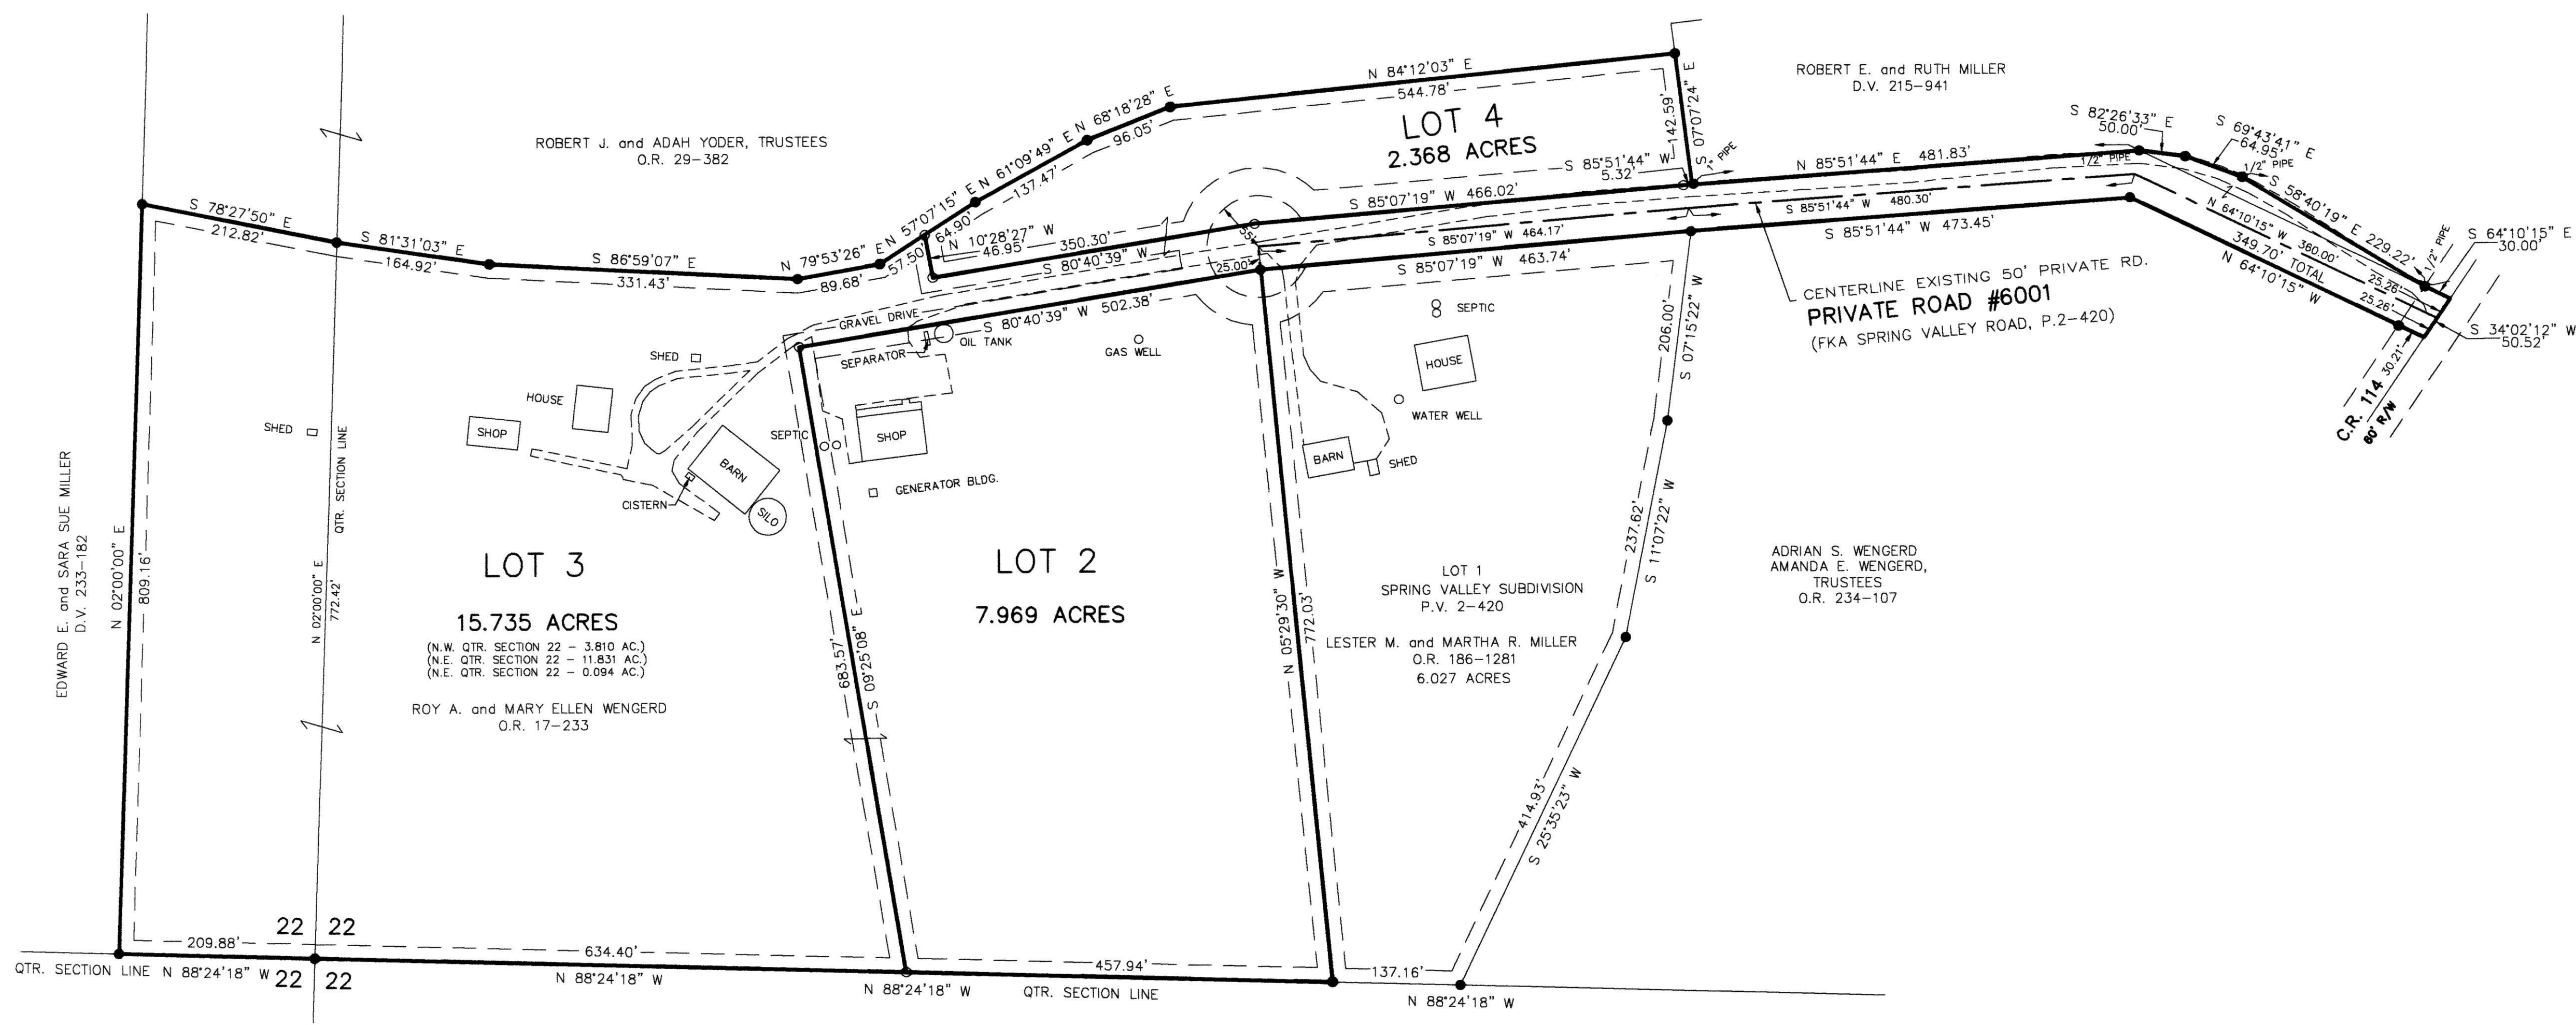 N 84°12'03" E
544.78'
LOT 4
2.368 ACRES
142.59'
S 07°07'24" E
1" PIPE
ROBERT E. and RUTH MILLER
D.V. 215-941
S 82°26'33" E
50.00'
S 69°43'41" E
64.95'
1/2" PIPE
1/2" PIPE
S 58°40'19" E 229.22'
1/2" PIPE
S 64°10'15" E
30.00'
N 85°51'44" E 481.83'
S 85°51'44" W
5.32'
S 85°07'19" W 466.02'
S 85°51'44" W 480.30'
S 85°07'19" W 464.17'
S 85°51'44" W 473.45'
S 85°07'19" W 463.74'
N 64°10'15" W 360.00'
349.70' TOTAL
N 64°10'15" W
25.26'
25.26'
S 34°02'12" W
50.52'
30.21'
C.R. 114
60' R/W
CENTERLINE EXISTING 50' PRIVATE RD.
PRIVATE ROAD #6001
(FKA SPRING VALLEY ROAD, P.2-420)
ROBERT J. and ADAH YODER, TRUSTEES
O.R. 29-382
N 68°18'28" E
96.05'
N 61°09'49" E
137.47'
N 57°07'15" E
64.90'
57.50'
N 10°28'27" W
46.95'
350.30'
S 80°40'39" W
55'
25.00'
S 78°27'50" E
212.82'
S 81°31'03" E
164.92'
S 86°59'07" E
331.43'
N 79°53'26" E
89.68'
GRAVEL DRIVE
S 80°40'39" W 502.38'
SEPARATOR
OIL TANK
GAS WELL
SHED
HOUSE
SHOP
SHED
BARN
CISTERN
SILO
SEPTIC
SHOP
GENERATOR BLDG.
SEPTIC
HOUSE
WATER WELL
BARN
SHED
206.00'
S 07°15'22" W
237.62'
S 11°07'22" W
414.93'
S 25°35'23" W
EDWARD E. and SARA SUE MILLER
D.V. 233-182
N 02°00'00" E
809.16'
QTR. SECTION LINE
N 02°00'00" E
772.42'
LOT 3
15.735 ACRES
(N.W. QTR. SECTION 22 - 3.810 AC.)
(N.E. QTR. SECTION 22 - 11.831 AC.)
(N.E. QTR. SECTION 22 - 0.094 AC.)
ROY A. and MARY ELLEN WENGERD
O.R. 17-233
683.57'
S 09°25'08" E
LOT 2
7.969 ACRES
N 05°29'30" W
772.03'
LOT 1
SPRING VALLEY SUBDIVISION
P.V. 2-420
LESTER M. and MARTHA R. MILLER
O.R. 186-1281
6.027 ACRES
ADRIAN S. WENGERD
AMANDA E. WENGERD,
TRUSTEES
O.R. 234-107
22 22
22 22
209.88'
634.40'
457.94'
137.16'
QTR. SECTION LINE N 88°24'18" W
N 88°24'18" W
N 88°24'18" W
QTR. SECTION LINE
N 88°24'18" W